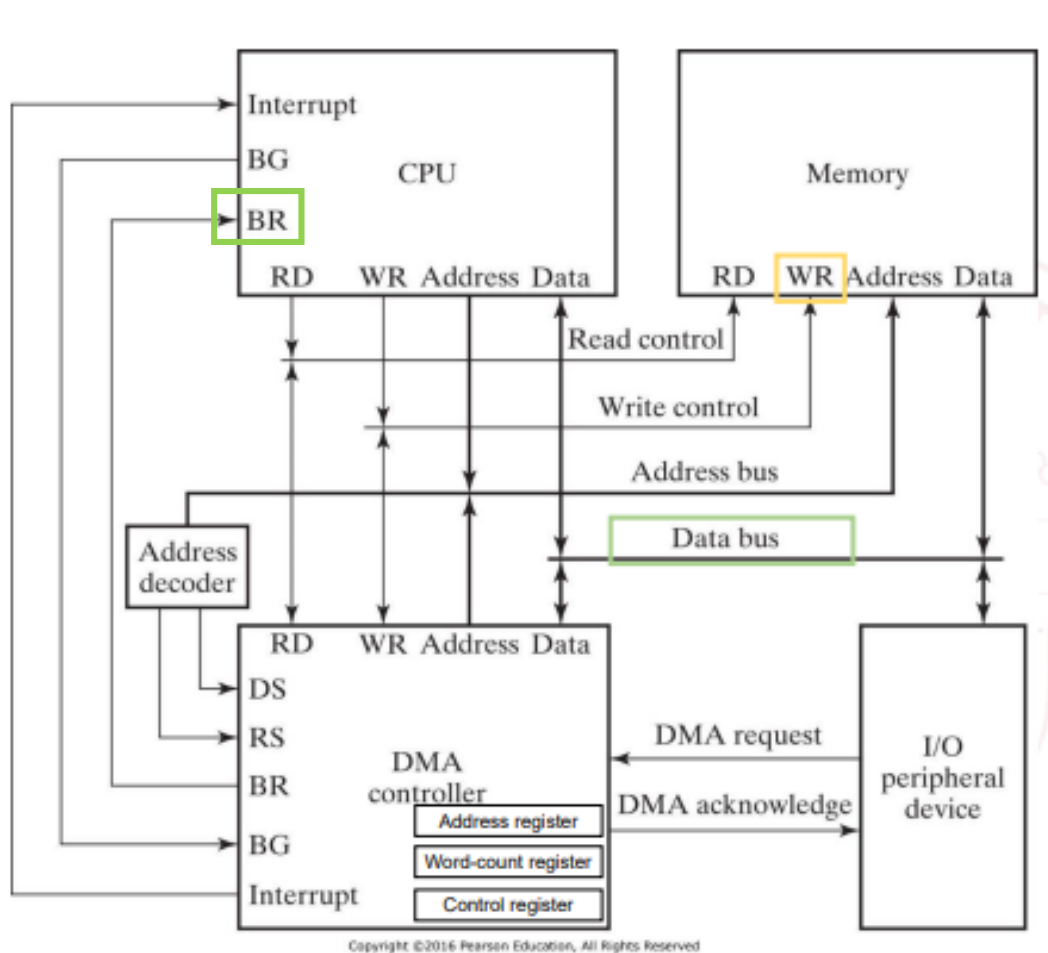 Interrupt
BG
CPU
BR
RD WR Address Data
Memory
RD WR Address Data
Read control
Write control
Address bus
Data bus
Address
decoder
RD WR Address Data
DS
RS
BR
BG
Interrupt
DMA
controller
Address register
Word-count register
Control register
DMA request
DMA acknowledge
I/O
peripheral
device
Copyright ©2016 Pearson Education, All Rights Reserved